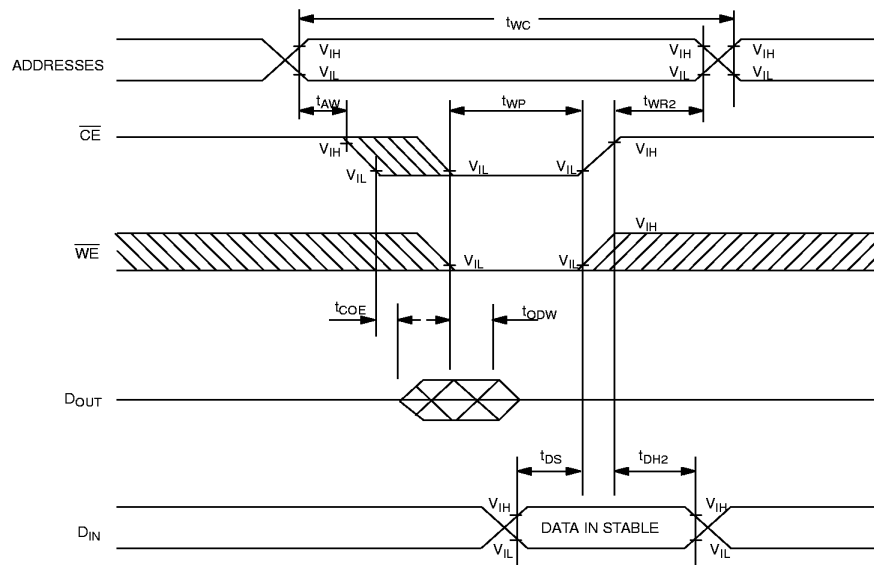 tWC
ADDRESSES
VIH VIH VIH
VIL VIL VIL
tAW tWP tWR2
CE
VIH VIH
VIL VIL VIL
VIH
WE
VIL VIL
tCOE tODW
DOUT
tDS tDH2
VIH VIH
DIN DATA IN STABLE
VIL VIL